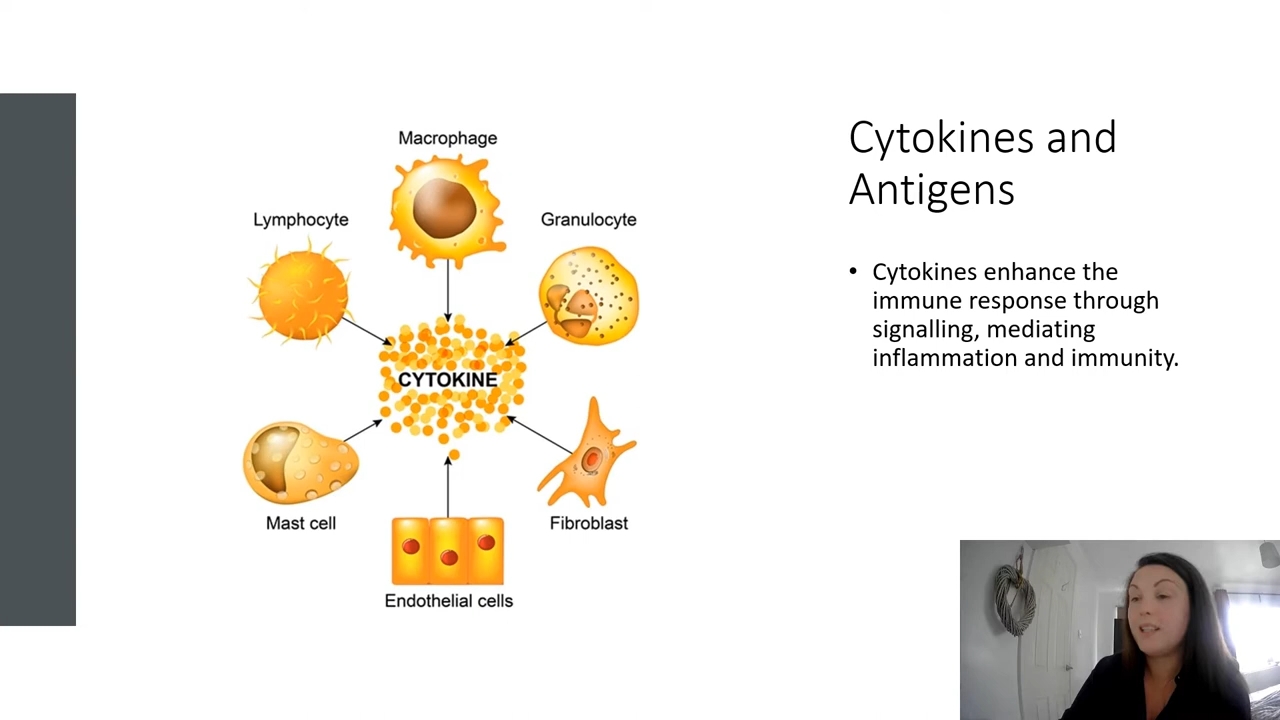 Cytokines and
Antigens
• Cytokines enhance the
immune response through
signalling, mediating
inflammation and immunity.
Macrophage
Lymphocyte
Granulocyte
CYTOKINE
Mast cell
Fibroblast
Endothelial cells